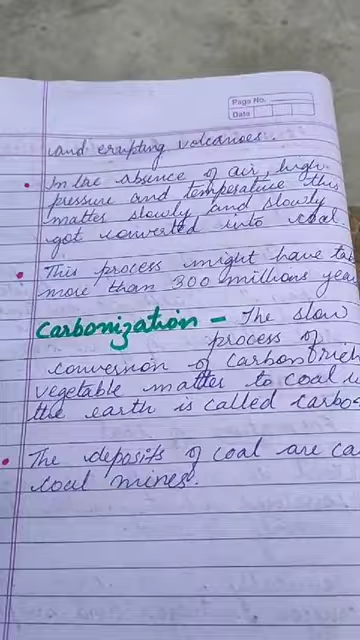 Page No.
Date
and erupting volcanoes.
• In the absence of air, high
pressure and temperature this
matter slowly and slowly
got converted into coal.
• This process might have
more than 300 millions
Carbonization - The slow
process of
conversion of carbon rich
vegetable matter to coal
the earth is called
• The deposits of coal are
coal mines.